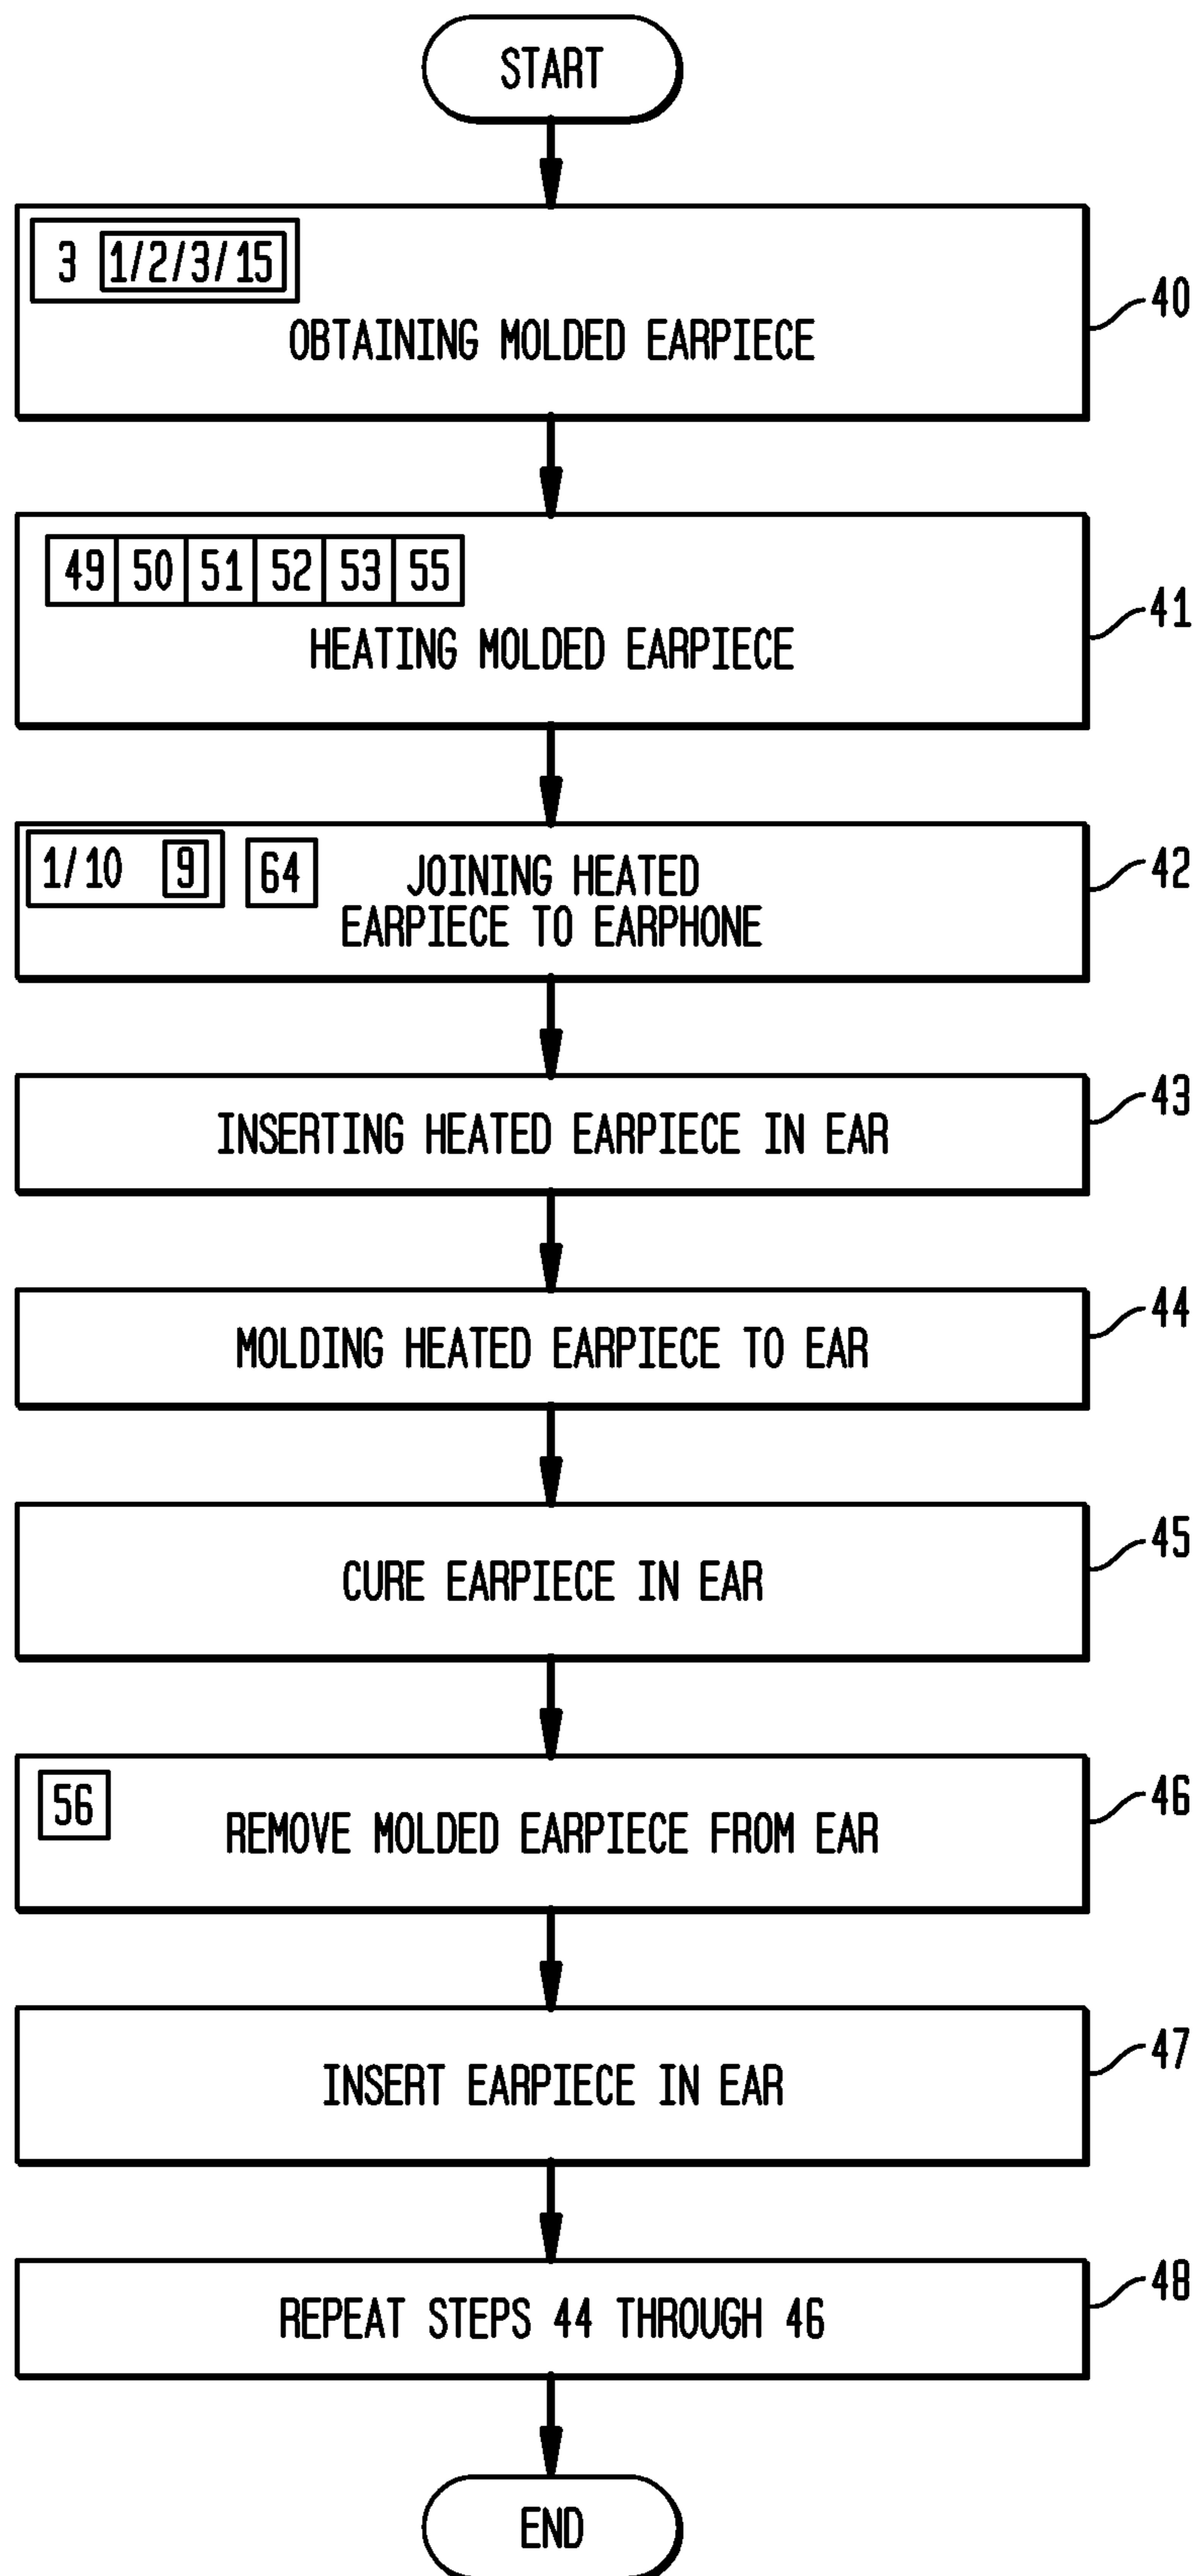 START
3 1/2/3/15
OBTAINING MOLDED EARPIECE
40
49 50 51 52 53 55
HEATING MOLDED EARPIECE
41
1/10 9 64 JOINING HEATED
EARPIECE TO EARPHONE
42
INSERTING HEATED EARPIECE IN EAR
43
MOLDING HEATED EARPIECE TO EAR
44
CURE EARPIECE IN EAR
45
56
REMOVE MOLDED EARPIECE FROM EAR
46
INSERT EARPIECE IN EAR
47
REPEAT STEPS 44 THROUGH 46
48
END